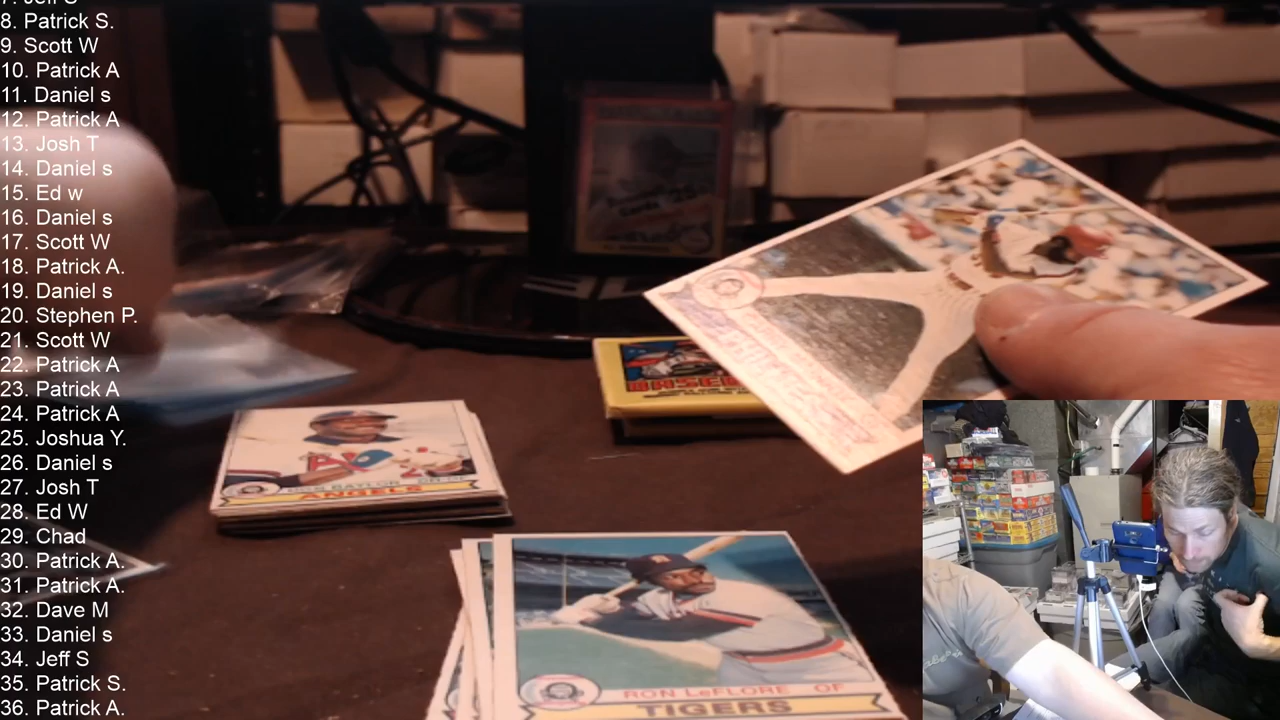 7. Jeff S
8. Patrick S.
9. Scott W
10. Patrick A
11. Daniel s
12. Patrick A
13. Josh T
14. Daniel s
15. Ed w
16. Daniel s
17. Scott W
18. Patrick A.
19. Daniel s
20. Stephen P.
21. Scott W
22. Patrick A
23. Patrick A
24. Patrick A
25. Joshua Y.
26. Daniel s
27. Josh T
28. Ed W
29. Chad
30. Patrick A.
31. Patrick A.
32. Dave M
33. Daniel s
34. Jeff S
35. Patrick S.
36. Patrick A.
ANGELS
RON LeFLORE OF
TIGERS